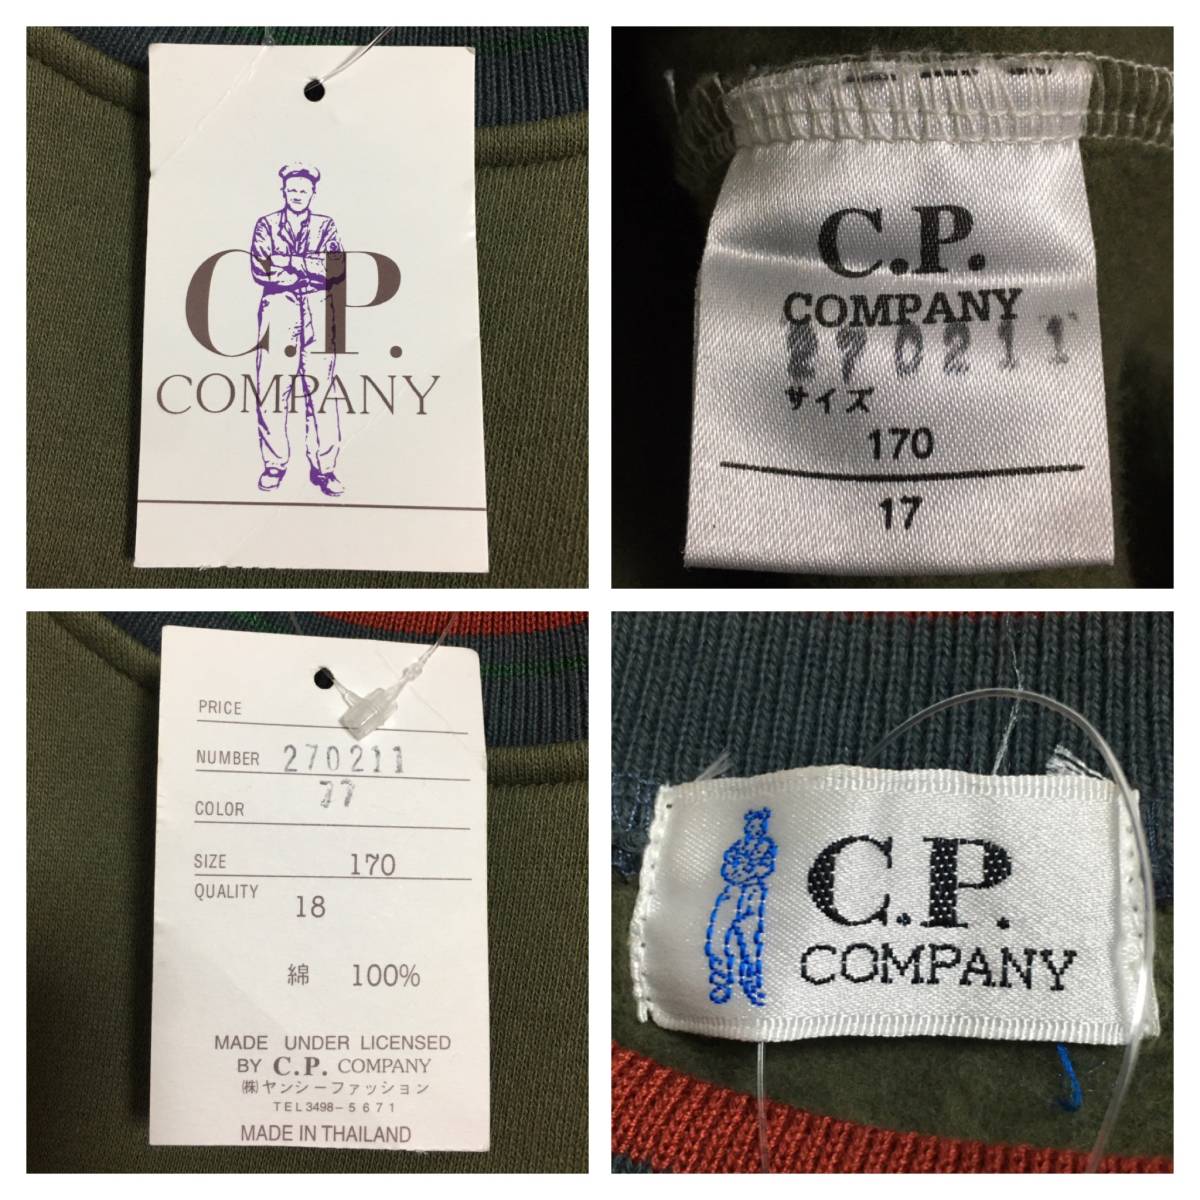 C.P.
COMPANY
C.P.
COMPANY
270211
サイズ
170
17
PRICE
NUMBER 270211
COLOR 77
SIZE 170
QUALITY 18
綿 100%
MADE UNDER LICENSED
BY C.P. COMPANY
(株)ヤンシーファッション
TEL3498-5671
MADE IN THAILAND
C.P.
COMPANY